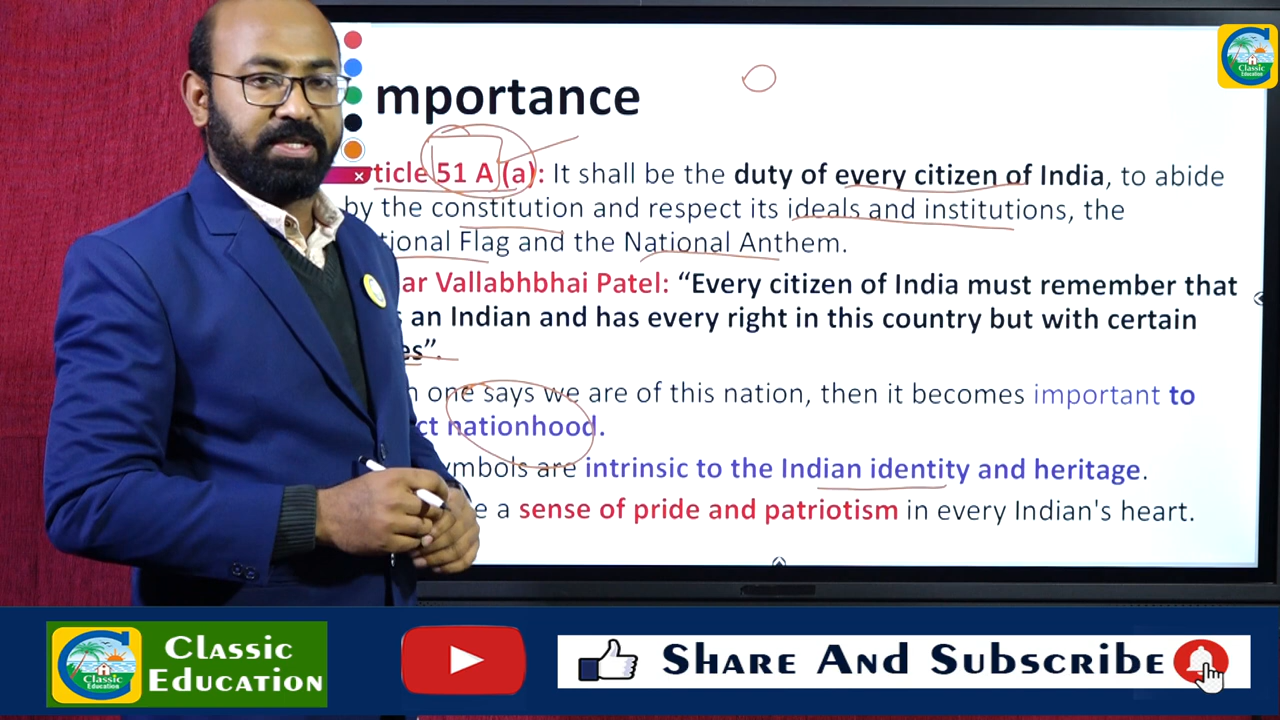 Classic
Education
mportance
ticle 51 A (a): It shall be the duty of every citizen of India, to abide
by the constitution and respect its ideals and institutions, the
tional Flag and the National Anthem.
ar Vallabhbhai Patel: “Every citizen of India must remember that
an Indian and has every right in this country but with certain
es”.
one says we are of this nation, then it becomes important to
ct nationhood.
ymbols are intrinsic to the Indian identity and heritage.
e a sense of pride and patriotism in every Indian's heart.
Classic
Education
Classic
Education
Share And Subscribe